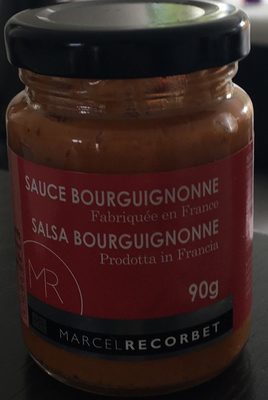 SAUCE BOURGUIGNONNE
Fabriquée en France
SALSA BOURGUIGNONNE
Prodotta in Francia
MR
90g
MARCELRECORBET